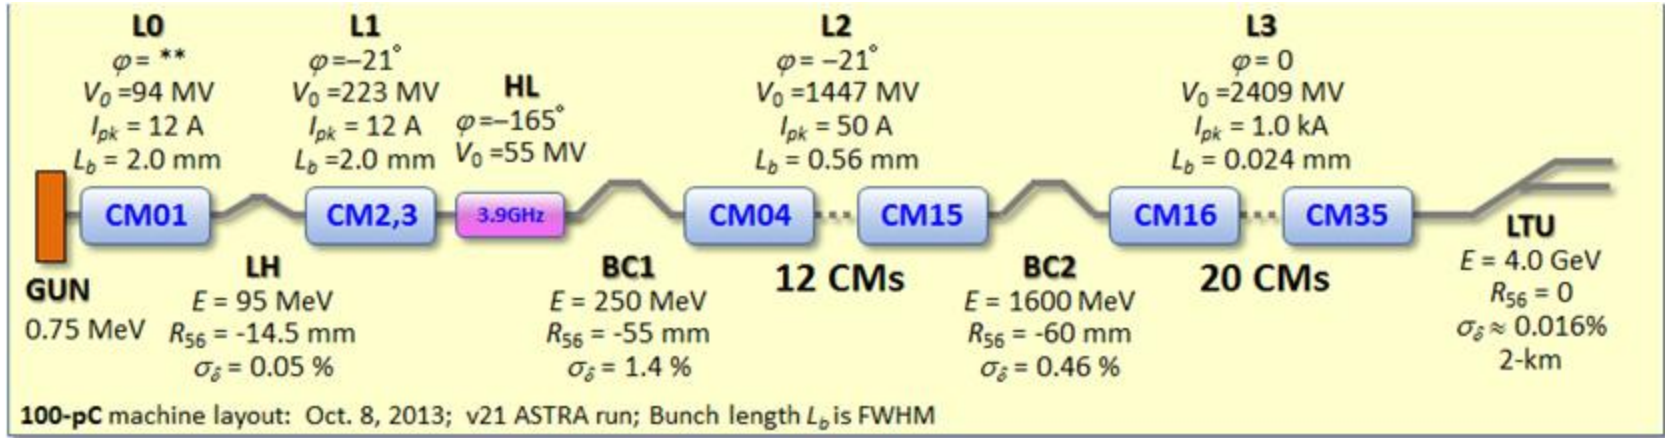 L0
φ= **
V0 =94 MV
Ipk = 12 A
Lb = 2.0 mm
L1
φ=–21°
V0 =223 MV
Ipk = 12 A
Lb =2.0 mm
HL
φ=–165°
V0 =55 MV
L2
φ= –21°
V0 =1447 MV
Ipk = 50 A
Lb = 0.56 mm
L3
φ= 0
V0 =2409 MV
Ipk = 1.0 kA
Lb = 0.024 mm
CM01
CM2,3
3.9GHz
CM04
CM15
CM16
CM35
GUN
0.75 MeV
LH
E = 95 MeV
R56 = -14.5 mm
σδ = 0.05 %
BC1
E = 250 MeV
R56 = -55 mm
σδ = 1.4 %
12 CMs
BC2
E = 1600 MeV
R56 = -60 mm
σδ = 0.46 %
20 CMs
LTU
E = 4.0 GeV
R56 = 0
σδ ≈ 0.016%
2-km
100-pC machine layout: Oct. 8, 2013; v21 ASTRA run; Bunch length Lb is FWHM